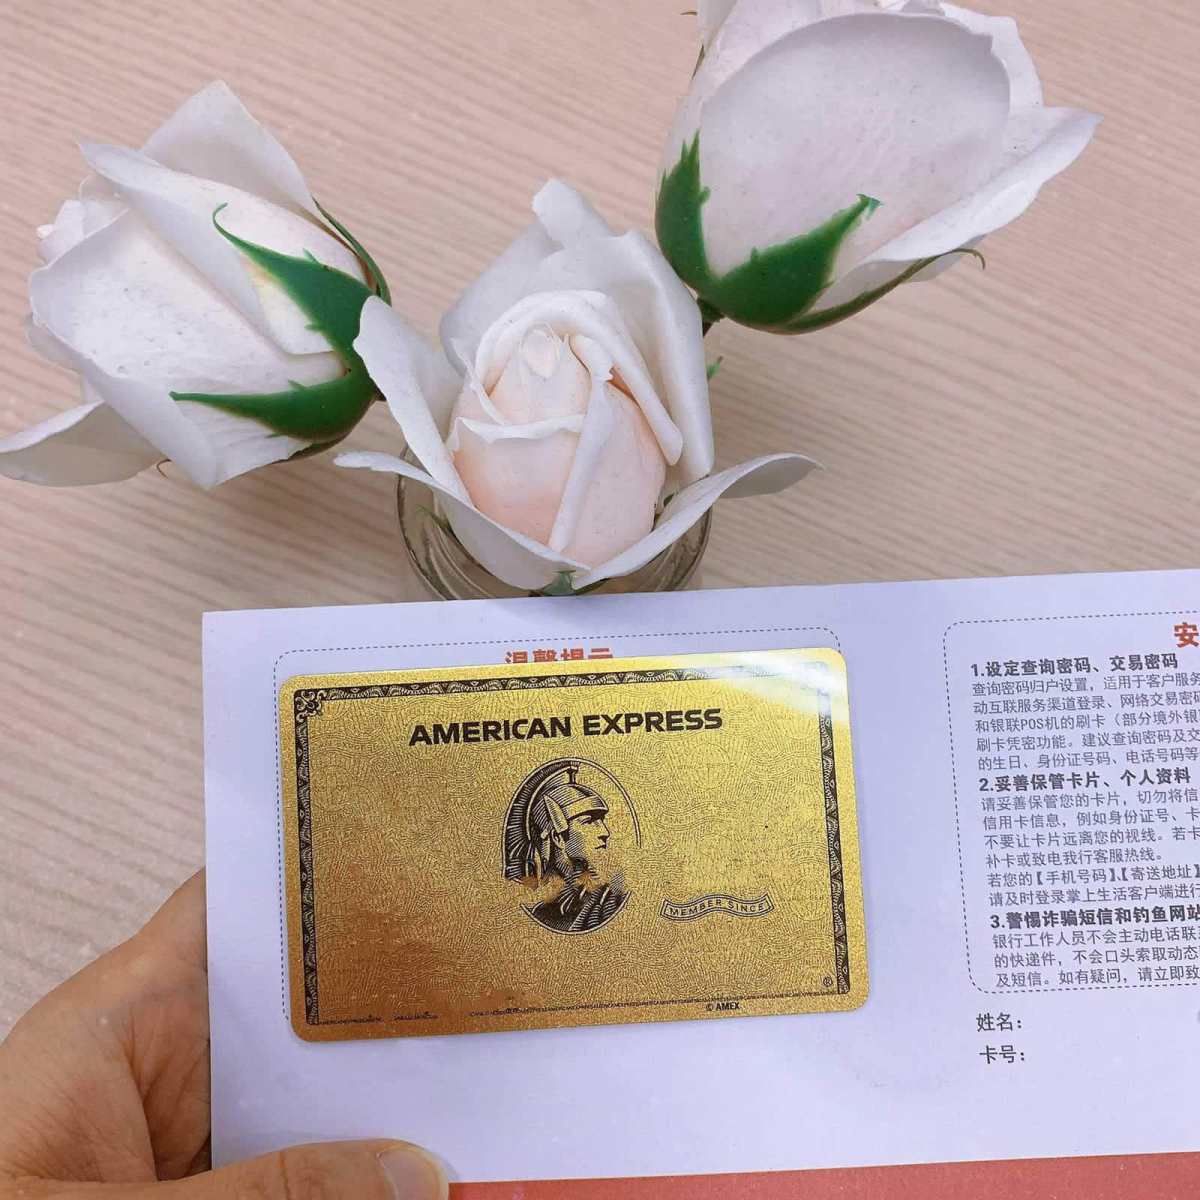 温馨提示
AMERICAN EXPRESS
MEMBER SINCE
© AMEX
®
安
1.设定查询密码、交易密码
查询密码归户设置，适用于客户服务
动互联服务渠道登录、网络交易密码
和银联POS机的刷卡（部分境外银
刷卡凭密功能。建议查询密码及交
的生日、身份证号码、电话号码等
2.妥善保管卡片、个人资料
请妥善保管您的卡片，切勿将信
信用卡信息，例如身份证号、卡
不要让卡片远离您的视线。若卡
补卡或致电我行客服热线。
若您的【手机号码】、【寄送地址】
请及时登录掌上生活客户端进行
3.警惕诈骗短信和钓鱼网站
银行工作人员不会主动电话联系
的快递件，不会口头索取动态
及短信。如有疑问，请立即致
姓名：
卡号：